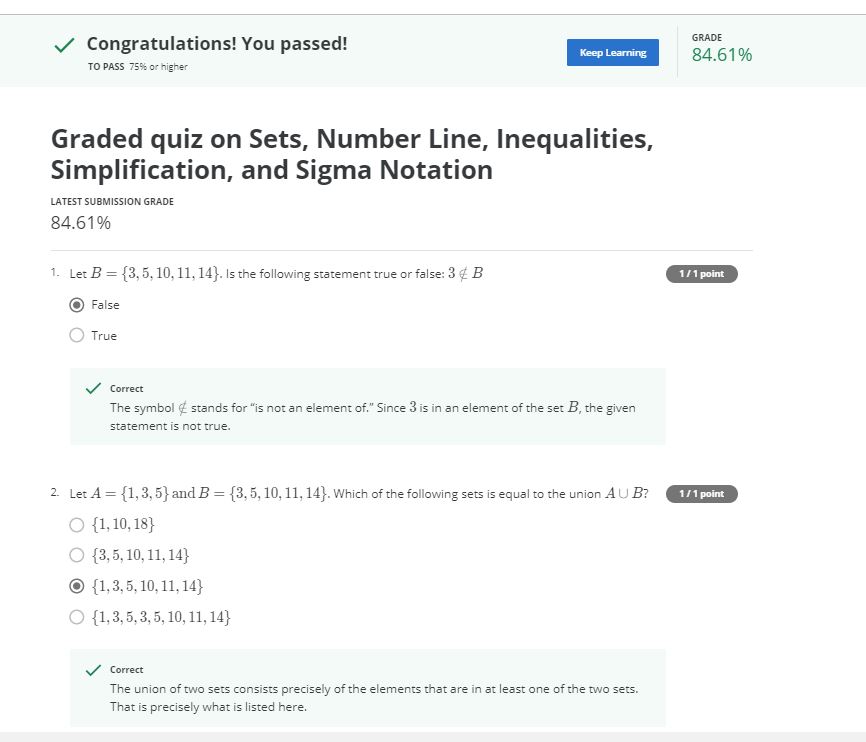 Congratulations! You passed!
TO PASS 75% or higher
Keep Learning
GRADE
84.61%
Graded quiz on Sets, Number Line, Inequalities,
Simplification, and Sigma Notation
LATEST SUBMISSION GRADE
84.61%
1. Let B = {3, 5, 10, 11, 14}. Is the following statement true or false: 3 ∉ B
1 / 1 point
False
True
Correct
The symbol ∉ stands for “is not an element of.” Since 3 is in an element of the set B, the given
statement is not true.
2. Let A = {1, 3, 5} and B = {3, 5, 10, 11, 14}. Which of the following sets is equal to the union A ∪ B?
1 / 1 point
{1, 10, 18}
{3, 5, 10, 11, 14}
{1, 3, 5, 10, 11, 14}
{1, 3, 5, 3, 5, 10, 11, 14}
Correct
The union of two sets consists precisely of the elements that are in at least one of the two sets.
That is precisely what is listed here.